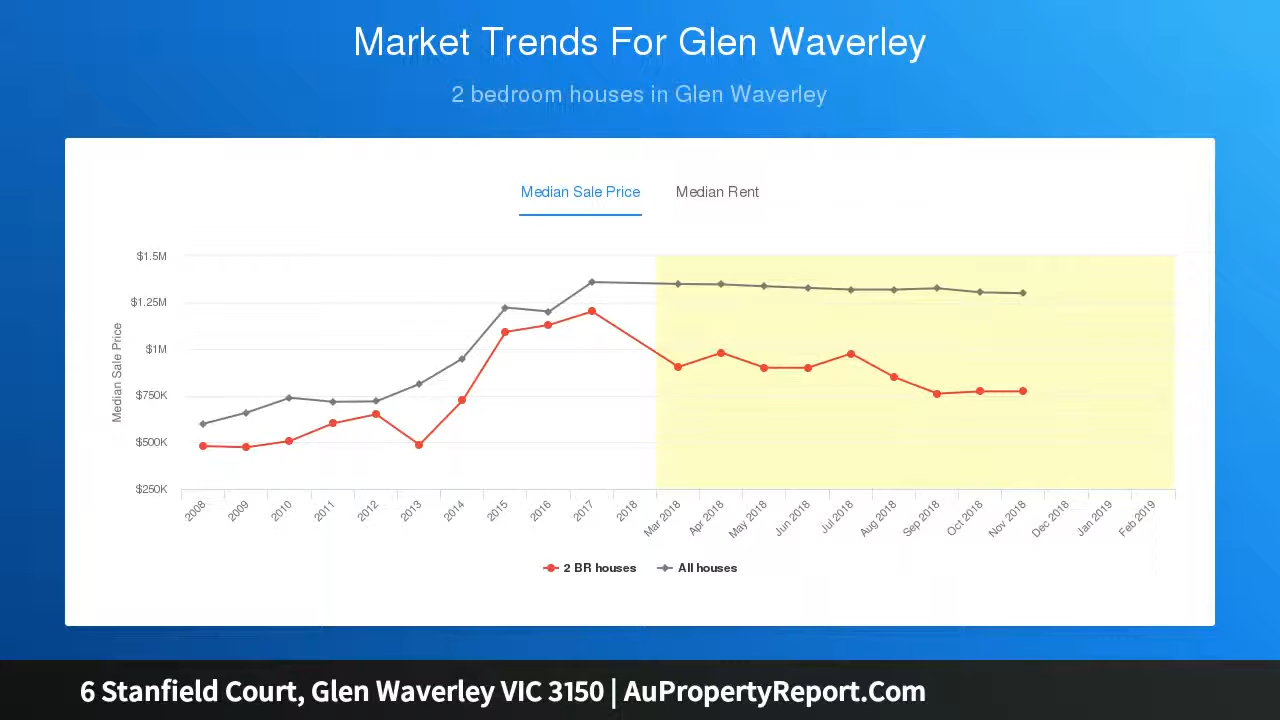 Market Trends For Glen Waverley
2 bedroom houses in Glen Waverley
Median Sale Price
Median Rent
Median Sale Price
$1.5M
$1.25M
$1M
$750K
$500K
$250K
2008
2009
2010
2011
2012
2013
2014
2015
2016
2017
2018
Mar 2018
Apr 2018
May 2018
Jun 2018
Jul 2018
Aug 2018
Sep 2018
Oct 2018
Nov 2018
Dec 2018
Jan 2019
Feb 2019
2 BR houses
All houses
6 Stanfield Court, Glen Waverley VIC 3150 | AuPropertyReport.Com